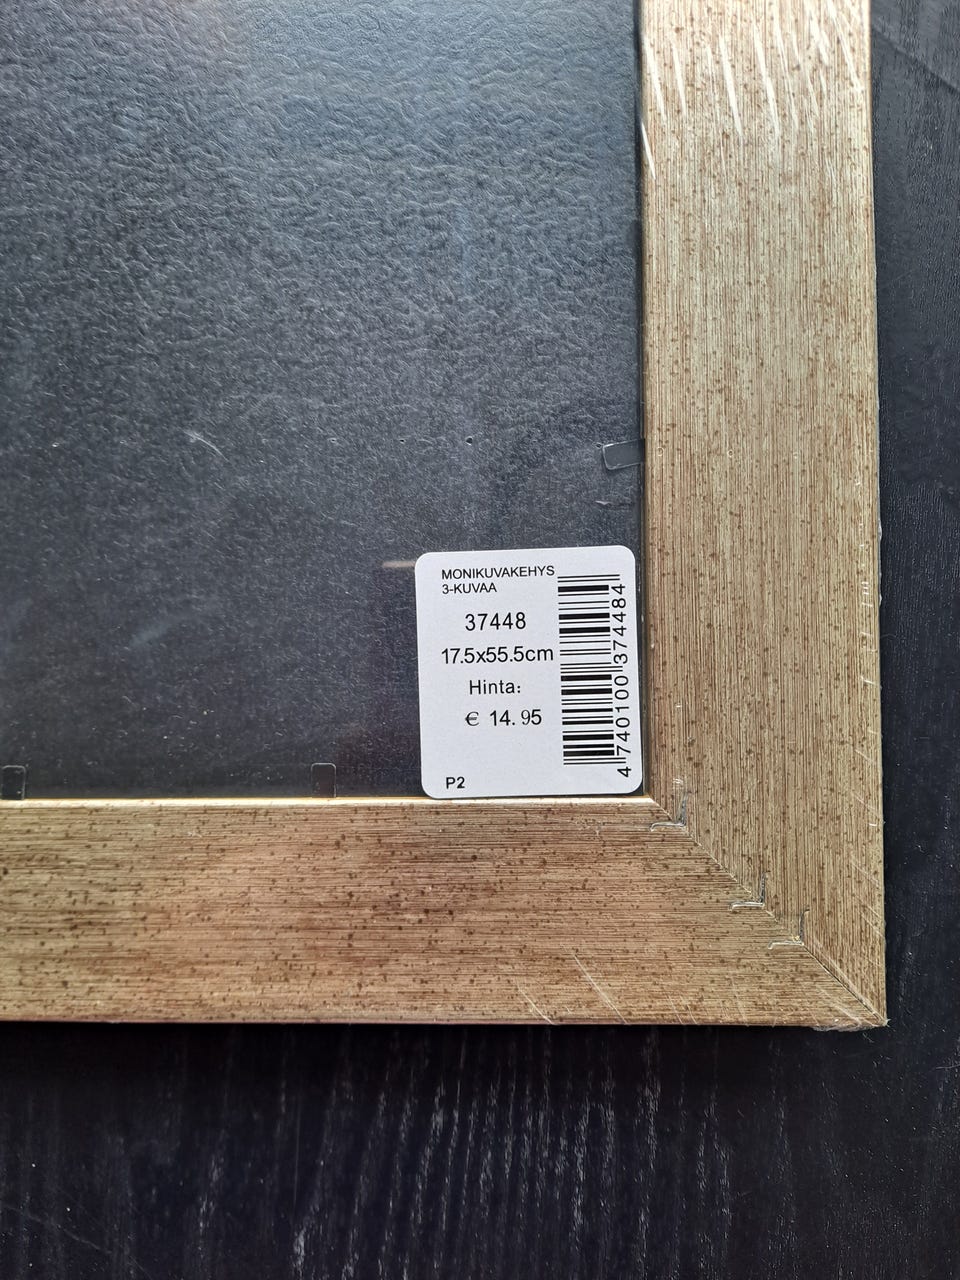 MONIKUVAKEHYS
3-KUVAA
37448
17.5x55.5cm
Hinta:
€ 14.95
P2
4 740100 374484